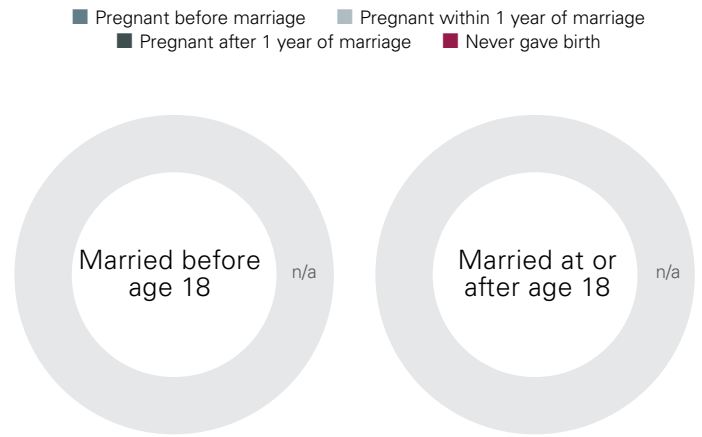 Pregnant before marriage Pregnant within 1 year of marriage
Pregnant after 1 year of marriage Never gave birth
Married before
age 18
n/a
Married at or
after age 18
n/a